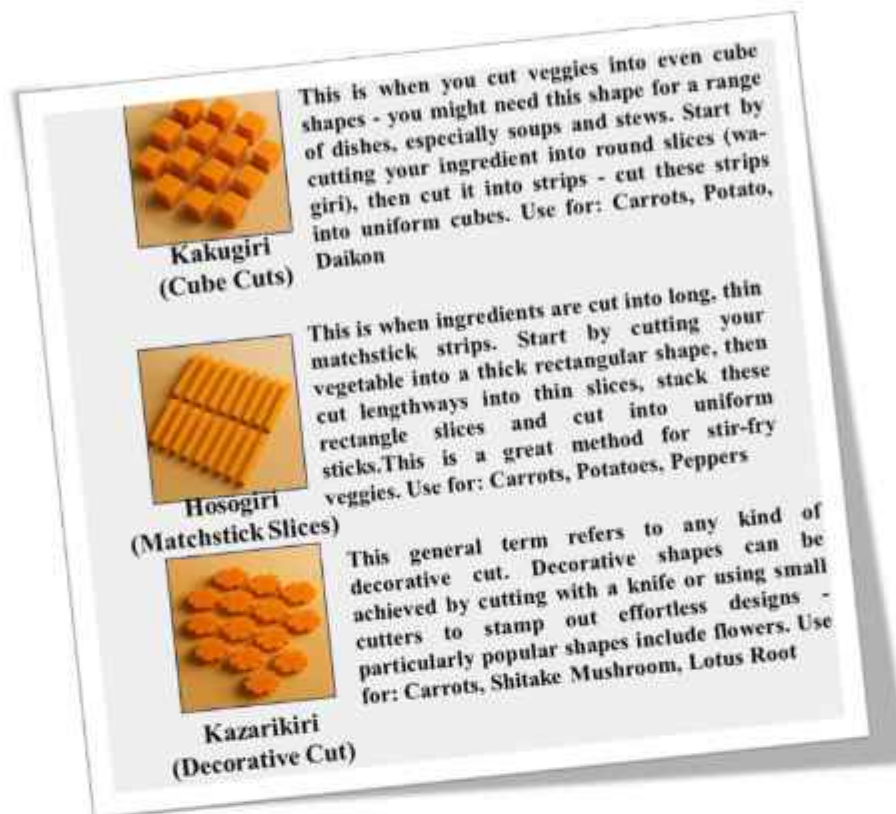 This is when you cut veggies into even cube
shapes - you might need this shape for a range
of dishes, especially soups and stews. Start by
cutting your ingredient into round slices (wa-
giri), then cut it into strips - cut these strips
into uniform cubes. Use for: Carrots, Potato,
Daikon
Kakugiri
(Cube Cuts)
This is when ingredients are cut into long, thin
matchstick strips. Start by cutting your
vegetable into a thick rectangular shape, then
cut lengthways into thin slices, stack these
rectangle slices and cut into uniform
sticks.This is a great method for stir-fry
veggies. Use for: Carrots, Potatoes, Peppers
Hosogiri
(Matchstick Slices)
This general term refers to any kind of
decorative cut. Decorative shapes can be
achieved by cutting with a knife or using small
cutters to stamp out effortless designs -
particularly popular shapes include flowers. Use
for: Carrots, Shitake Mushroom, Lotus Root
Kazarikiri
(Decorative Cut)